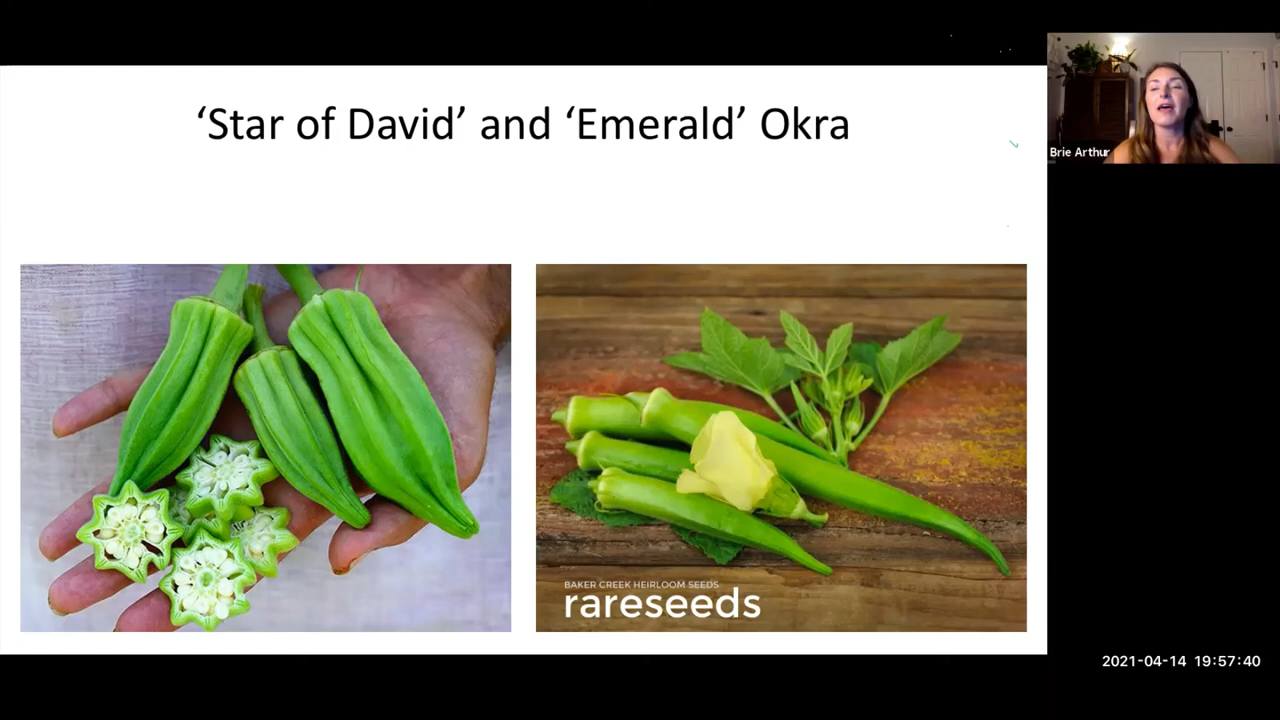 ‘Star of David’ and ‘Emerald’ Okra
Brie Arthur
BAKER CREEK HEIRLOOM SEEDS
rareseeds
2021-04-14 19:57:40